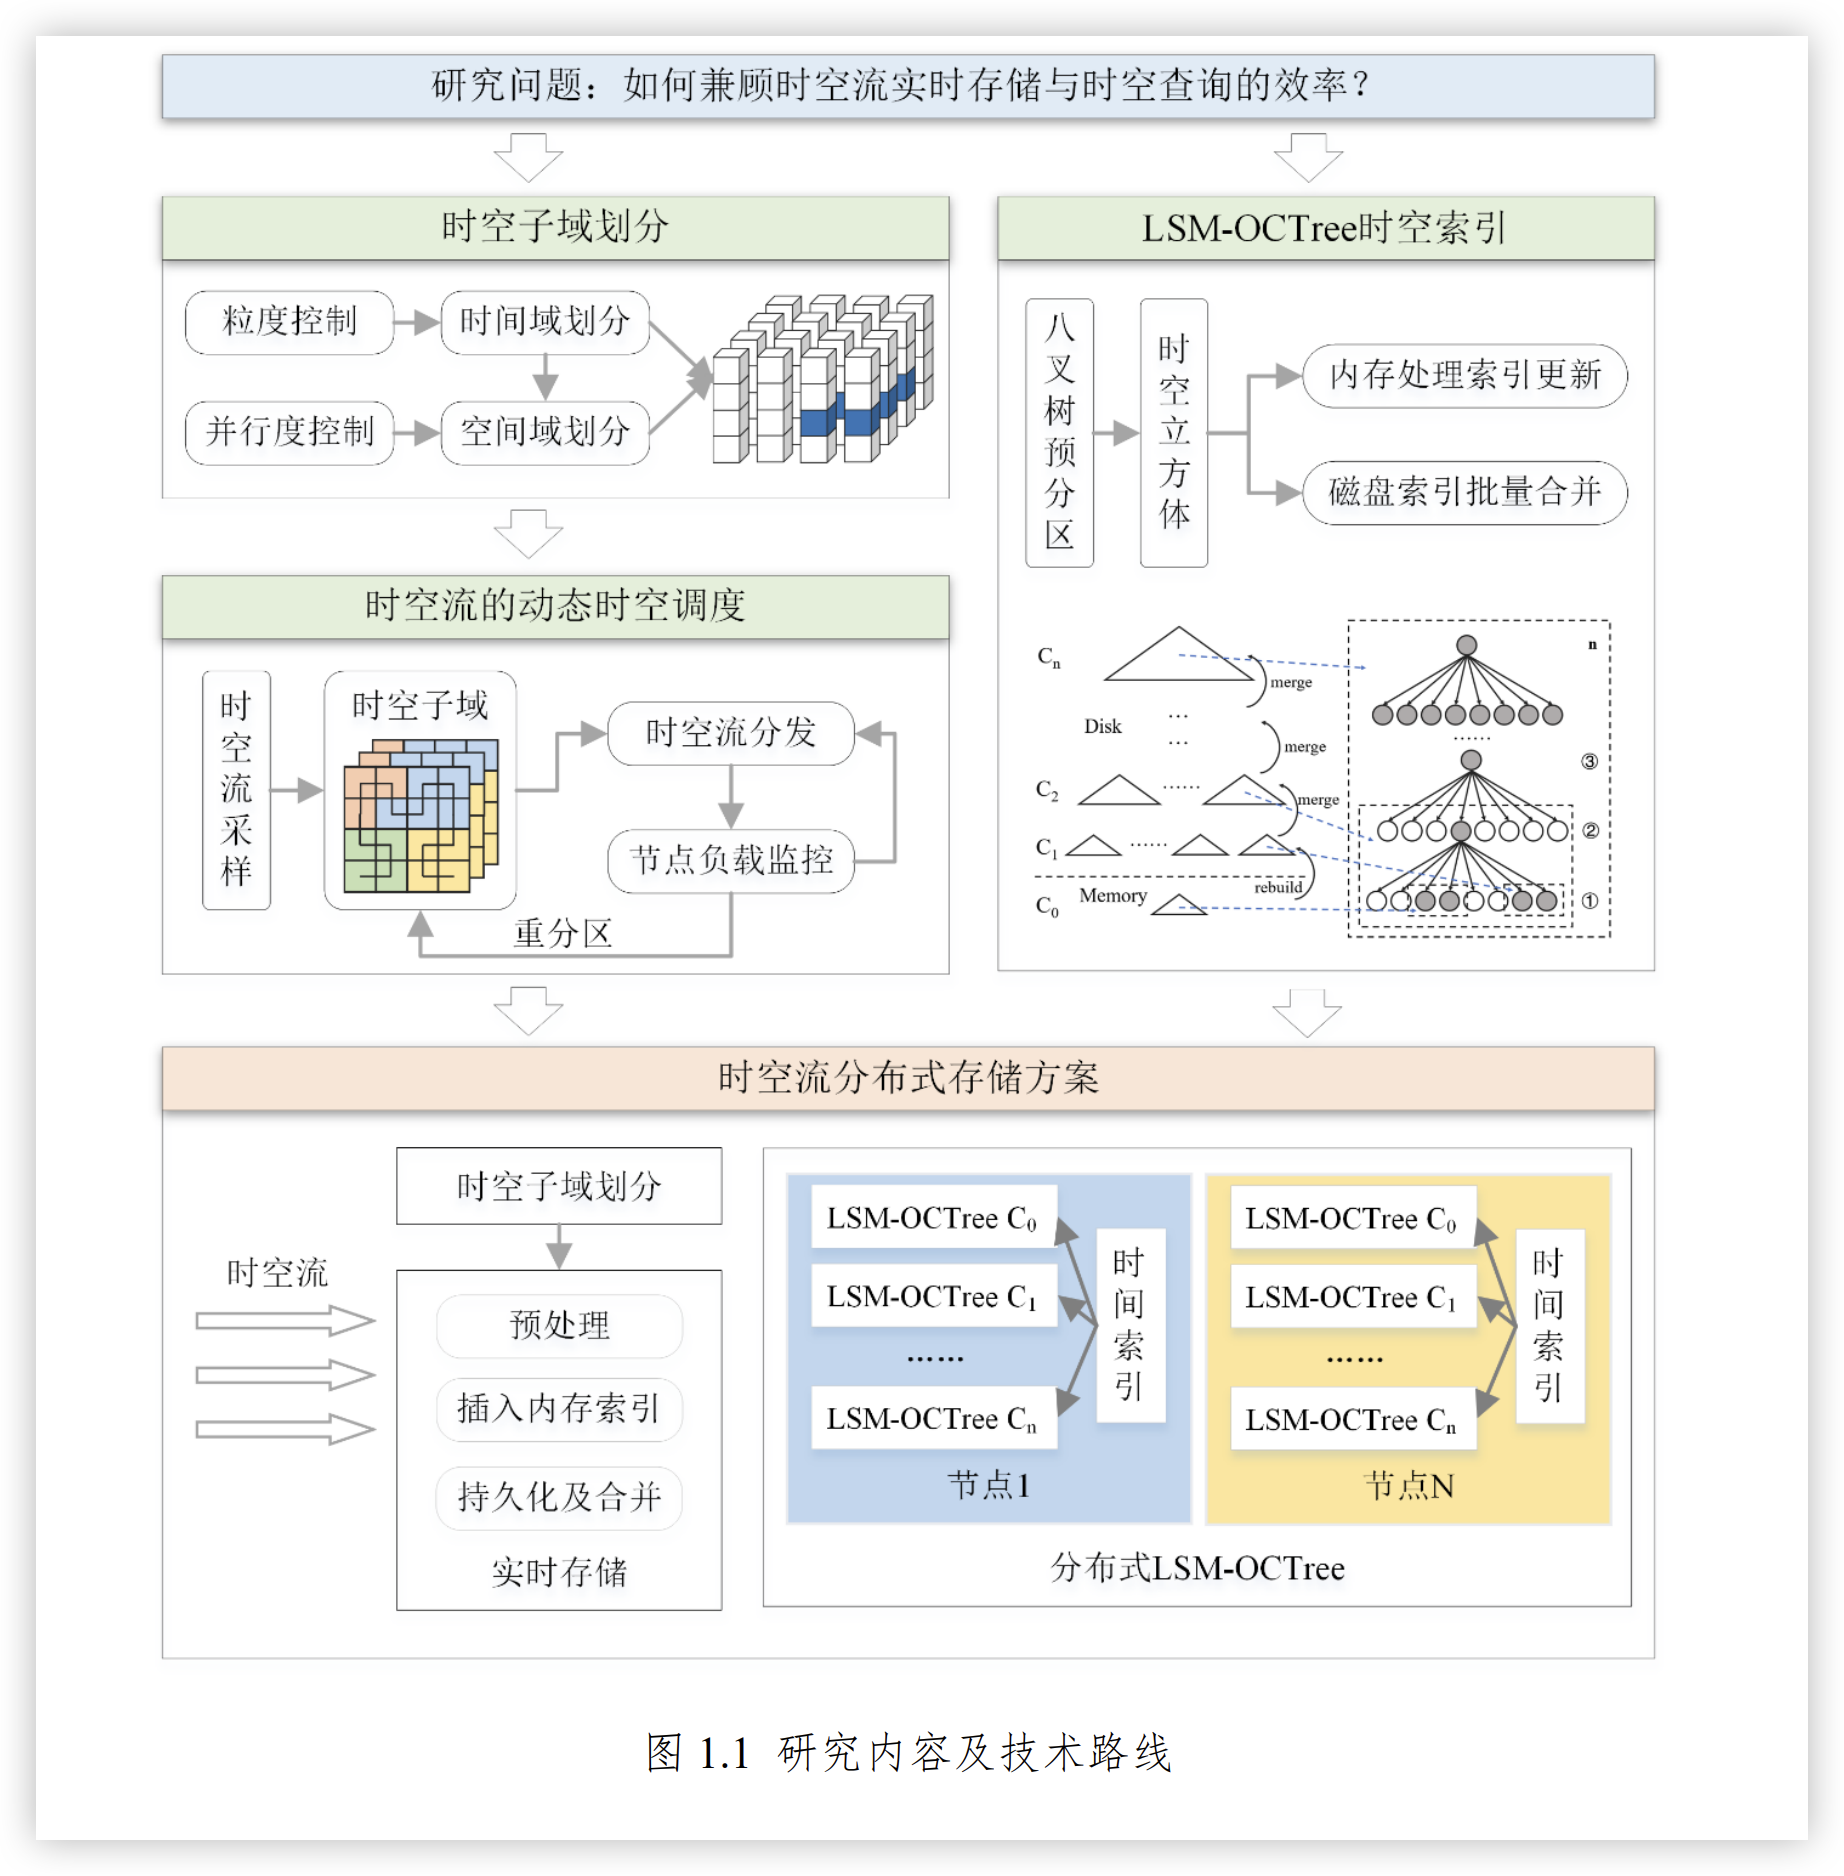 研究问题：如何兼顾时空流实时存储与时空查询的效率？
时空子域划分
粒度控制
时间域划分
并行度控制
空间域划分
时空流的动态时空调度
时空流采样
时空子域
时空流分发
节点负载监控
重分区
LSM-OCTree时空索引
八叉树预分区
时空立方体
内存处理索引更新
磁盘索引批量合并
Cn
merge
Disk
...
...
merge
C2
......
merge
C1
......
rebuild
C0
Memory
n
......
③
②
①
时空流分布式存储方案
时空流
时空子域划分
预处理
插入内存索引
持久化及合并
实时存储
LSM-OCTree C0
LSM-OCTree C1
......
LSM-OCTree Cn
时间索引
节点1
LSM-OCTree C0
LSM-OCTree C1
......
LSM-OCTree Cn
时间索引
节点N
分布式LSM-OCTree
图 1.1 研究内容及技术路线